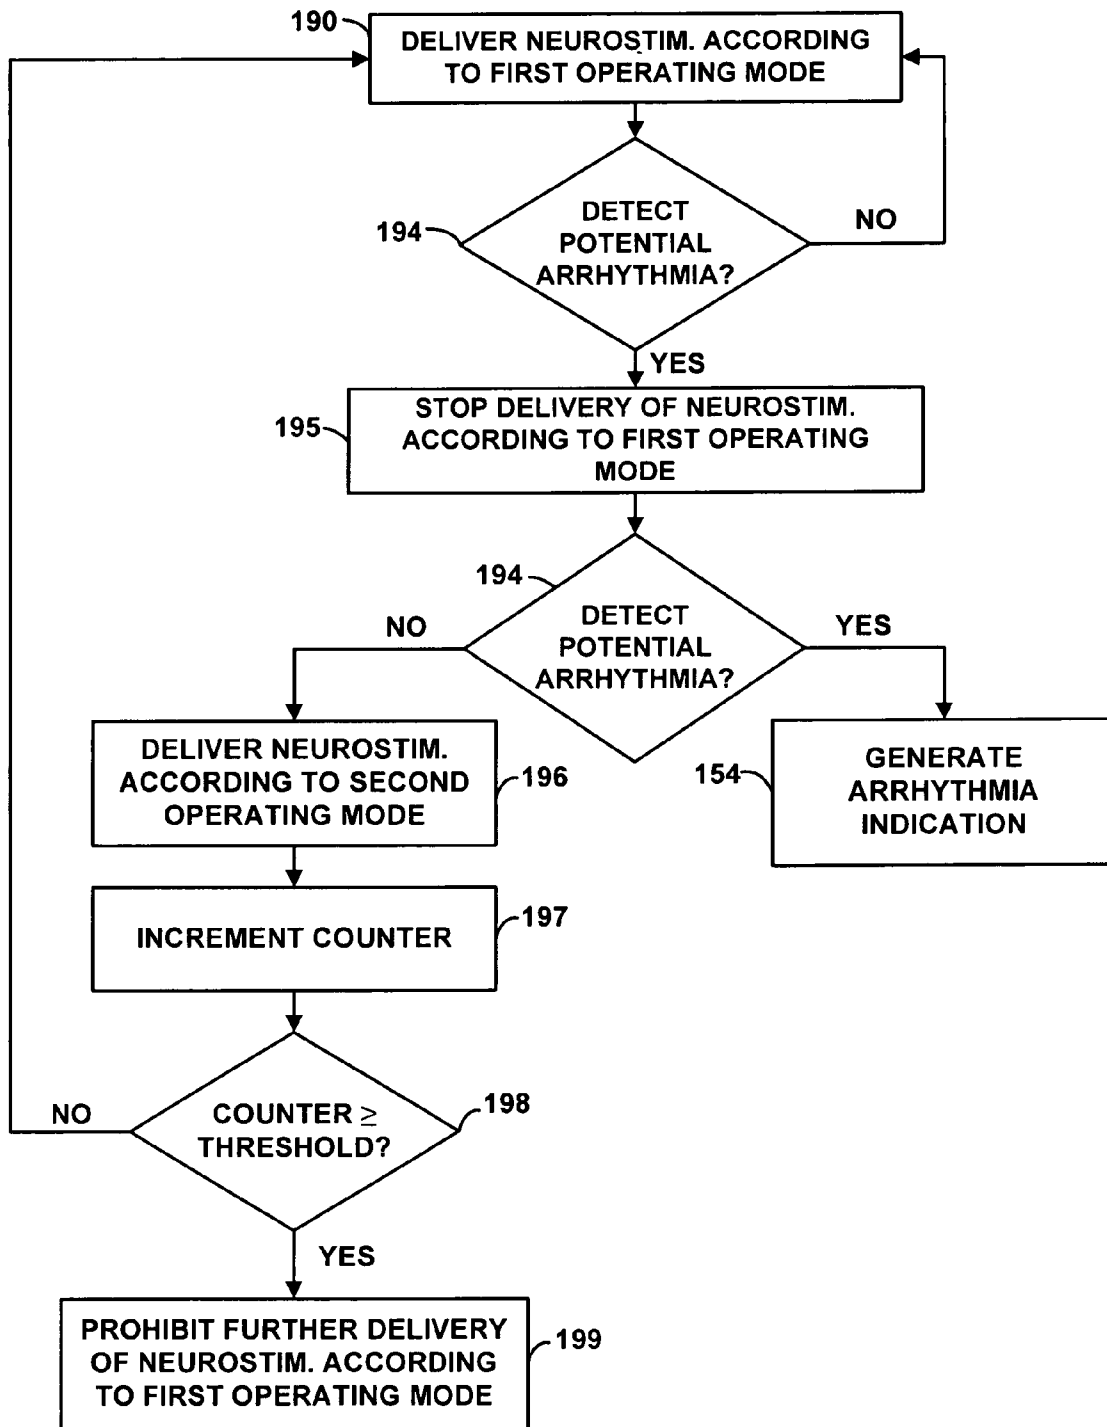 190
DELIVER NEUROSTIM. ACCORDING
TO FIRST OPERATING MODE
194
DETECT
POTENTIAL
ARRHYTHMIA?
NO
YES
195
STOP DELIVERY OF NEUROSTIM.
ACCORDING TO FIRST OPERATING
MODE
194
DETECT
POTENTIAL
ARRHYTHMIA?
NO
YES
DELIVER NEUROSTIM.
ACCORDING TO SECOND
OPERATING MODE
196
154
GENERATE
ARRHYTHMIA
INDICATION
INCREMENT COUNTER
197
COUNTER ≥
THRESHOLD?
198
NO
YES
PROHIBIT FURTHER DELIVERY
OF NEUROSTIM. ACCORDING
TO FIRST OPERATING MODE
199